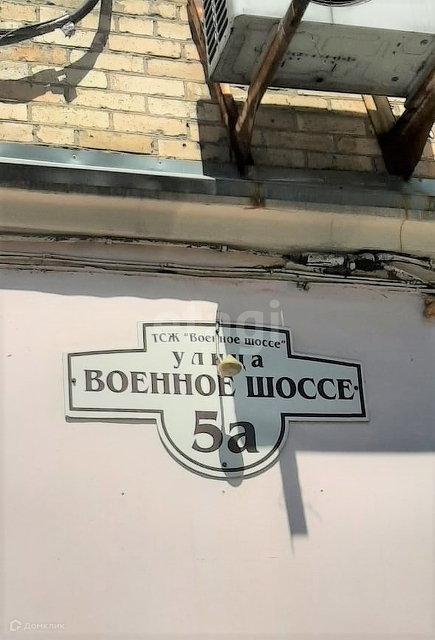 ТСЖ "Военное шоссе"
улица
ВОЕННОЕ ШОССЕ
5а
Домклик